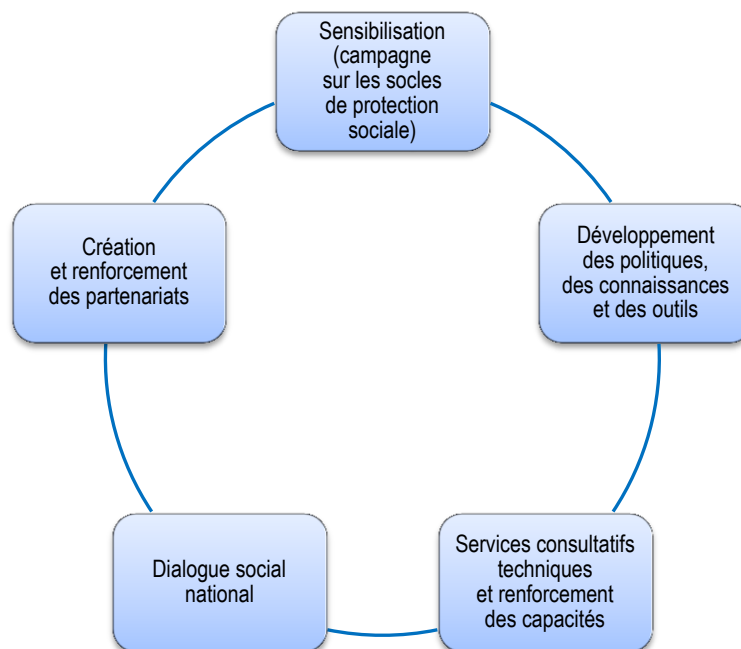 Sensibilisation
(campagne
sur les socles
de protection
sociale)
Développement
des politiques,
des connaissances
et des outils
Services consultatifs
techniques
et renforcement
des capacités
Dialogue social
national
Création
et renforcement
des partenariats